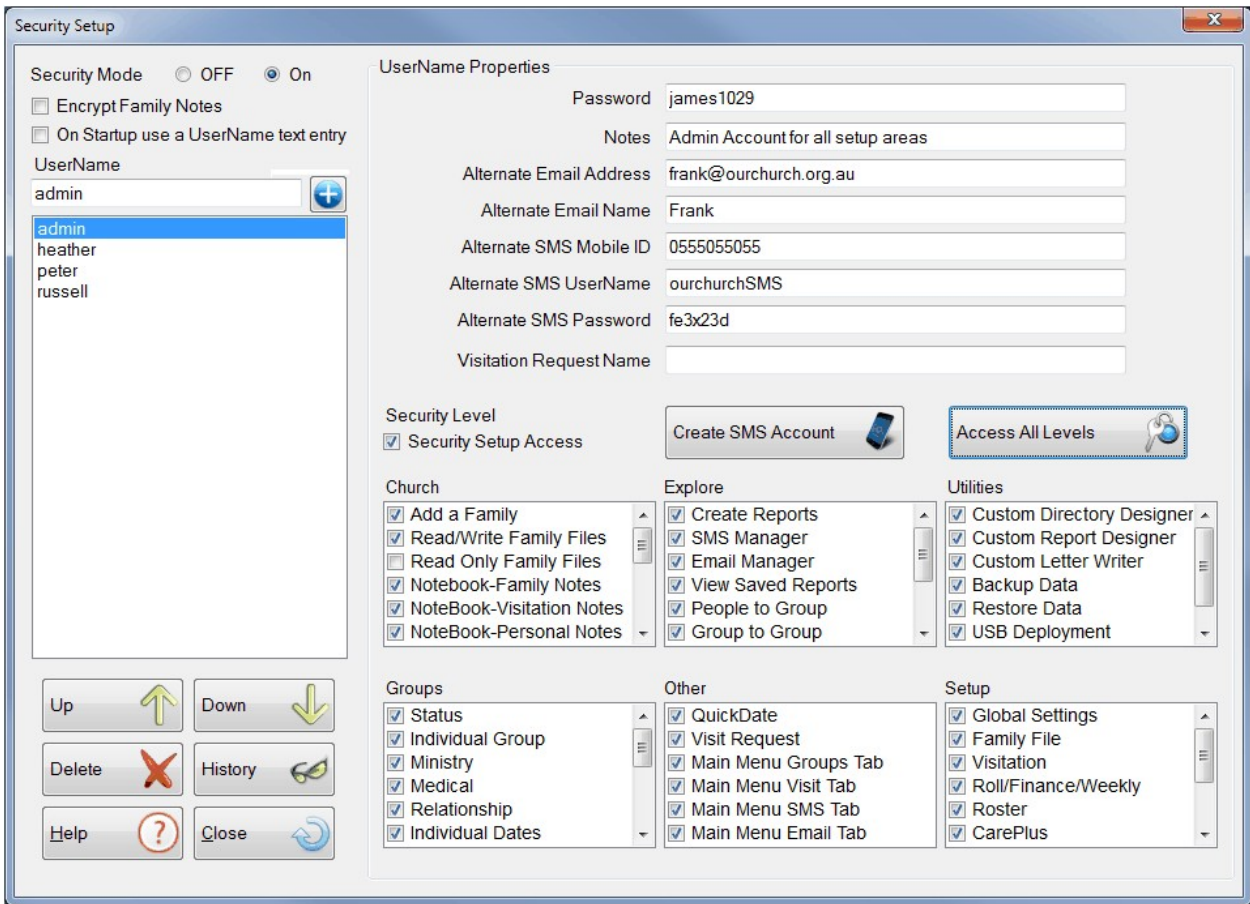 Security Setup
Security Mode OFF On
Encrypt Family Notes
On Startup use a UserName text entry
UserName
admin
admin
heather
peter
russell
Up
Down
Delete
History
Help
Close
UserName Properties
Password james1029
Notes Admin Account for all setup areas
Alternate Email Address frank@ourchurch.org.au
Alternate Email Name Frank
Alternate SMS Mobile ID 0555055055
Alternate SMS UserName ourchurchSMS
Alternate SMS Password fe3x23d
Visitation Request Name
Security Level
Security Setup Access
Create SMS Account
Access All Levels
Church
Add a Family
Read/Write Family Files
Read Only Family Files
Notebook-Family Notes
NoteBook-Visitation Notes
NoteBook-Personal Notes
Explore
Create Reports
SMS Manager
Email Manager
View Saved Reports
People to Group
Group to Group
Utilities
Custom Directory Designer
Custom Report Designer
Custom Letter Writer
Backup Data
Restore Data
USB Deployment
Groups
Status
Individual Group
Ministry
Medical
Relationship
Individual Dates
Other
QuickDate
Visit Request
Main Menu Groups Tab
Main Menu Visit Tab
Main Menu SMS Tab
Main Menu Email Tab
Setup
Global Settings
Family File
Visitation
Roll/Finance/Weekly
Roster
CarePlus